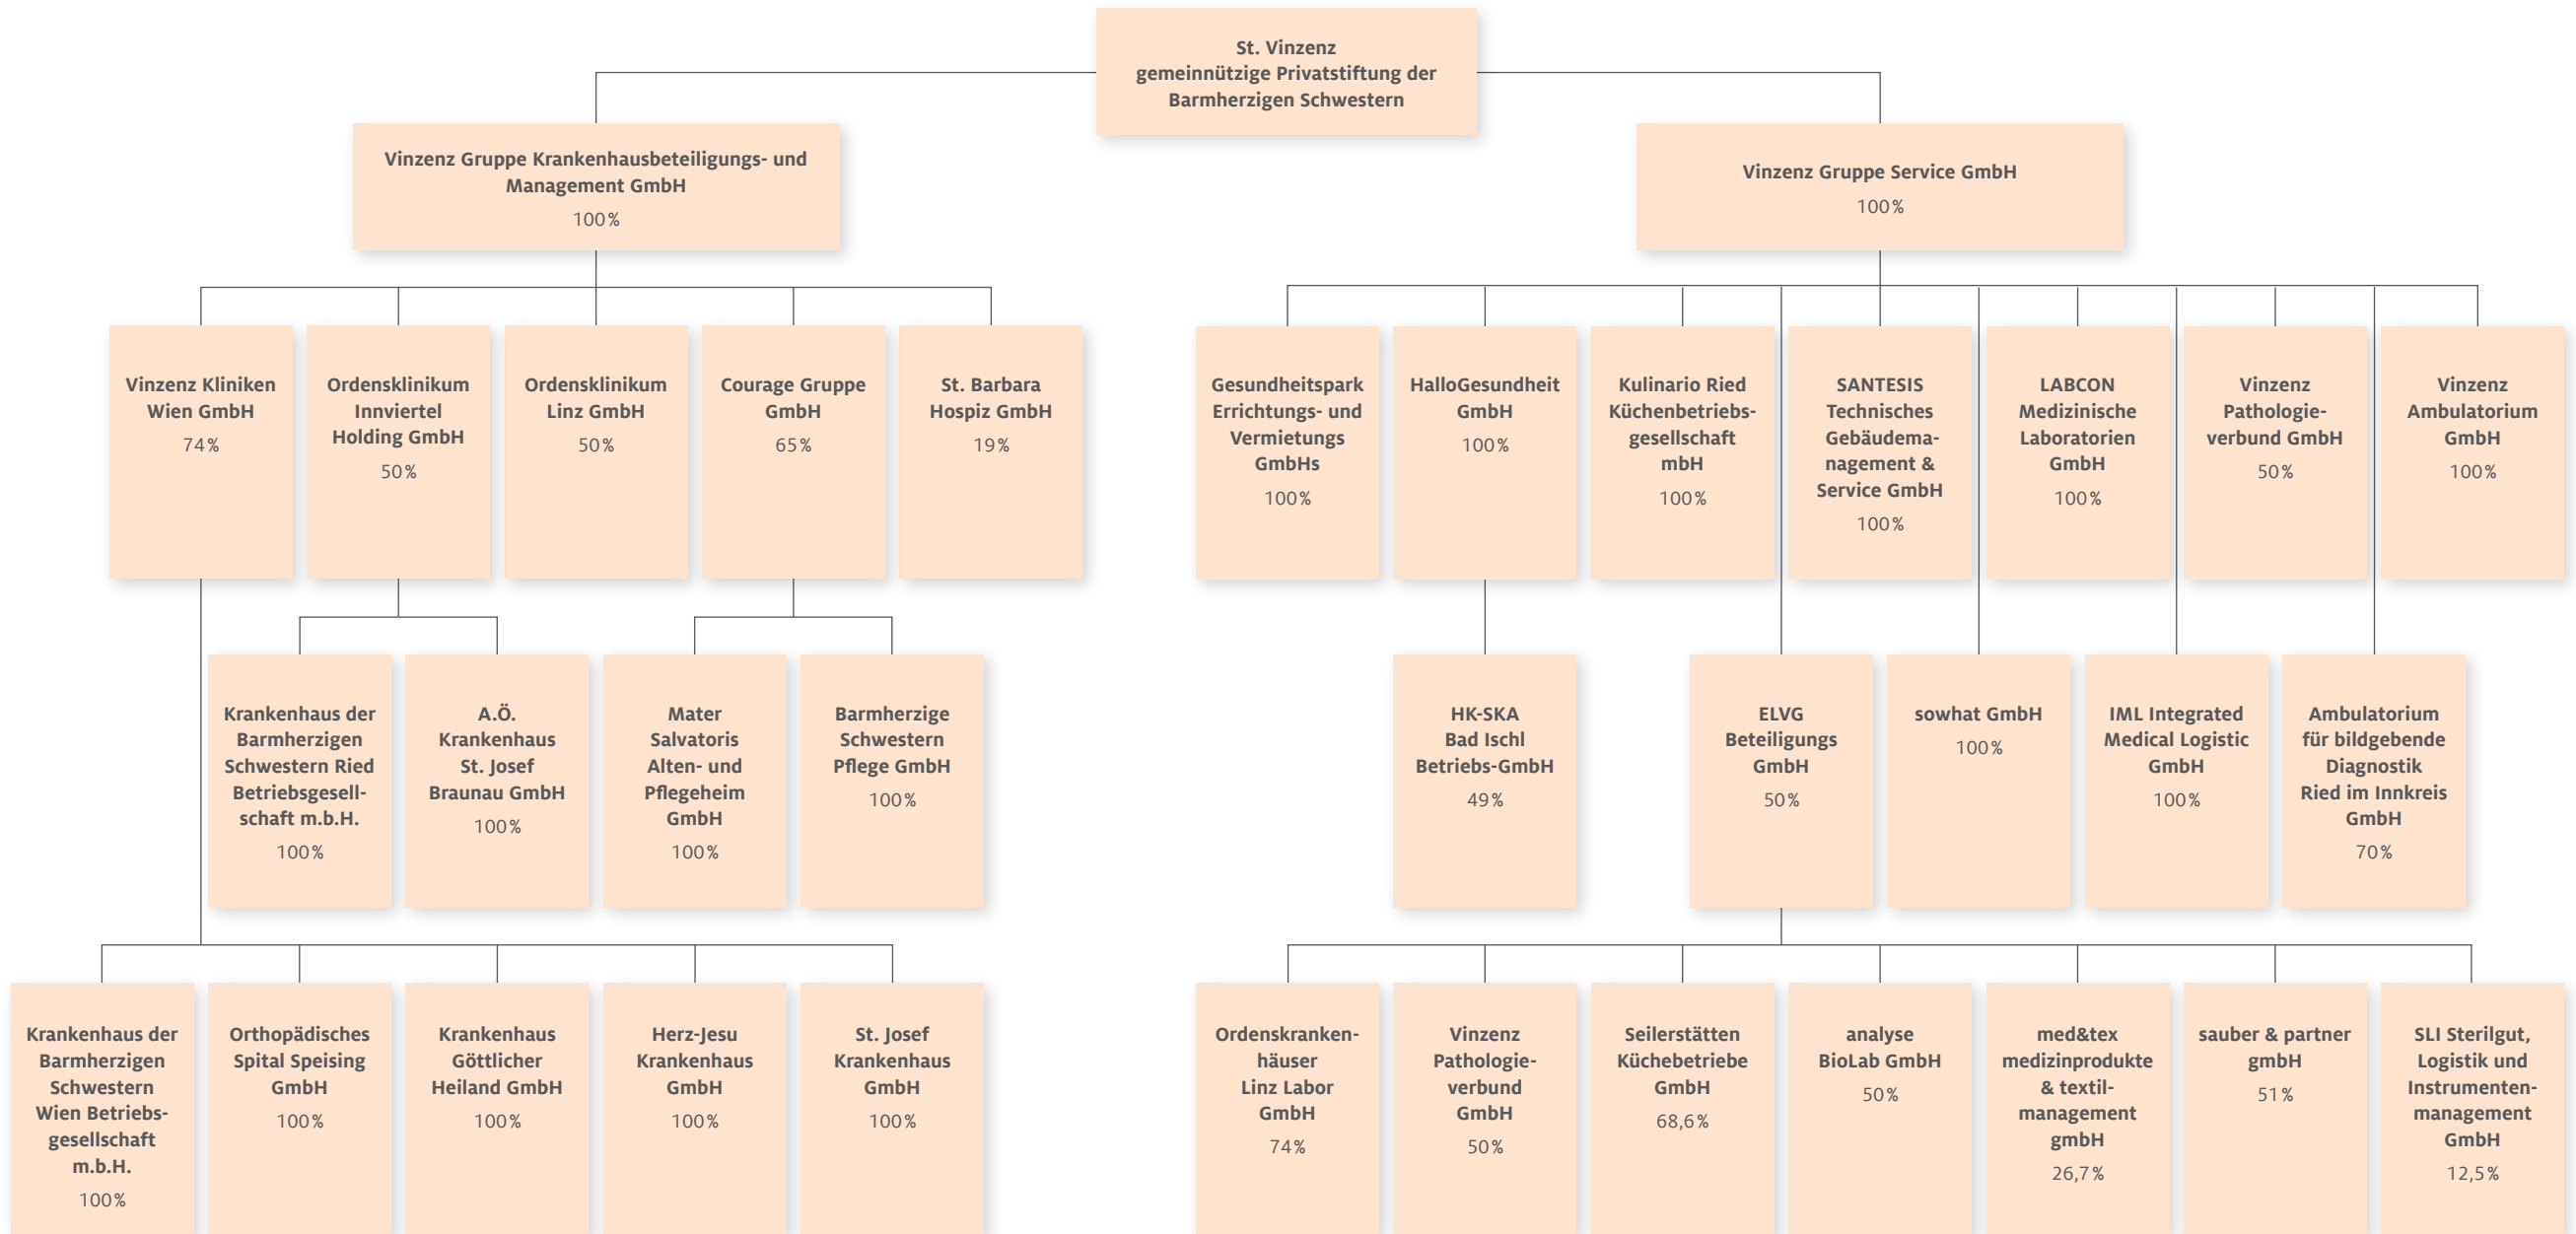 St. Vinzenz
gemeinnützige Privatstiftung der
Barmherzigen Schwestern
Vinzenz Gruppe Krankenhausbeteiligungs- und
Management GmbH
100%
Vinzenz Gruppe Service GmbH
100%
Vinzenz Kliniken
Wien GmbH
74%
Ordensklinikum
Innviertel
Holding GmbH
50%
Ordensklinikum
Linz GmbH
50%
Courage Gruppe
GmbH
65%
St. Barbara
Hospiz GmbH
19%
Gesundheitspark
Errichtungs- und
Vermietungs
GmbHs
100%
HalloGesundheit
GmbH
100%
Kulinario Ried
Küchenbetriebs-
gesellschaft
mbH
100%
SANTESIS
Technisches
Gebäudema-
nagement &
Service GmbH
100%
LABCON
Medizinische
Laboratorien
GmbH
100%
Vinzenz
Pathologie-
verbund GmbH
50%
Vinzenz
Ambulatorium
GmbH
100%
Krankenhaus der
Barmherzigen
Schwestern Ried
Betriebsgesell-
schaft m.b.H.
100%
A.Ö.
Krankenhaus
St. Josef
Braunau GmbH
100%
Mater
Salvatoris
Alten- und
Pflegeheim
GmbH
100%
Barmherzige
Schwestern
Pflege GmbH
100%
HK-SKA
Bad Ischl
Betriebs-GmbH
49%
ELVG
Beteiligungs
GmbH
50%
sowhat GmbH
100%
IML Integrated
Medical Logistic
GmbH
100%
Ambulatorium
für bildgebende
Diagnostik
Ried im Innkreis
GmbH
70%
Krankenhaus der
Barmherzigen
Schwestern
Wien Betriebs-
gesellschaft
m.b.H.
100%
Orthopädisches
Spital Speising
GmbH
100%
Krankenhaus
Göttlicher
Heiland GmbH
100%
Herz-Jesu
Krankenhaus
GmbH
100%
St. Josef
Krankenhaus
GmbH
100%
Ordenskranken-
häuser
Linz Labor
GmbH
74%
Vinzenz
Pathologie-
verbund
GmbH
50%
Seilerstätten
Küchebetriebe
GmbH
68,6%
analyse
BioLab GmbH
50%
med&tex
medizinprodukte
& textil-
management
gmbH
26,7%
sauber & partner
gmbH
51%
SLI Sterilgut,
Logistik und
Instrumenten-
management
GmbH
12,5%